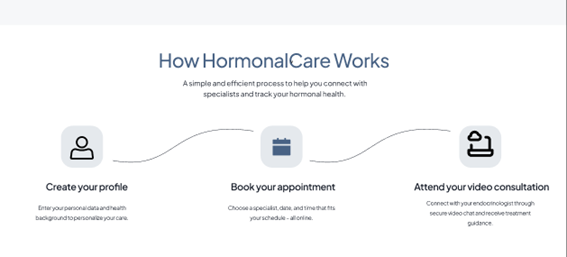 How HormonalCare Works
A simple and efficient process to help you connect with
specialists and track your hormonal health.
Create your profile
Enter your personal data and health
background to personalize your care.
Book your appointment
Choose a specialist, date, and time that fits
your schedule - all online.
Attend your video consultation
Connect with your endocrinologist through
secure video chat and receive treatment
guidance.